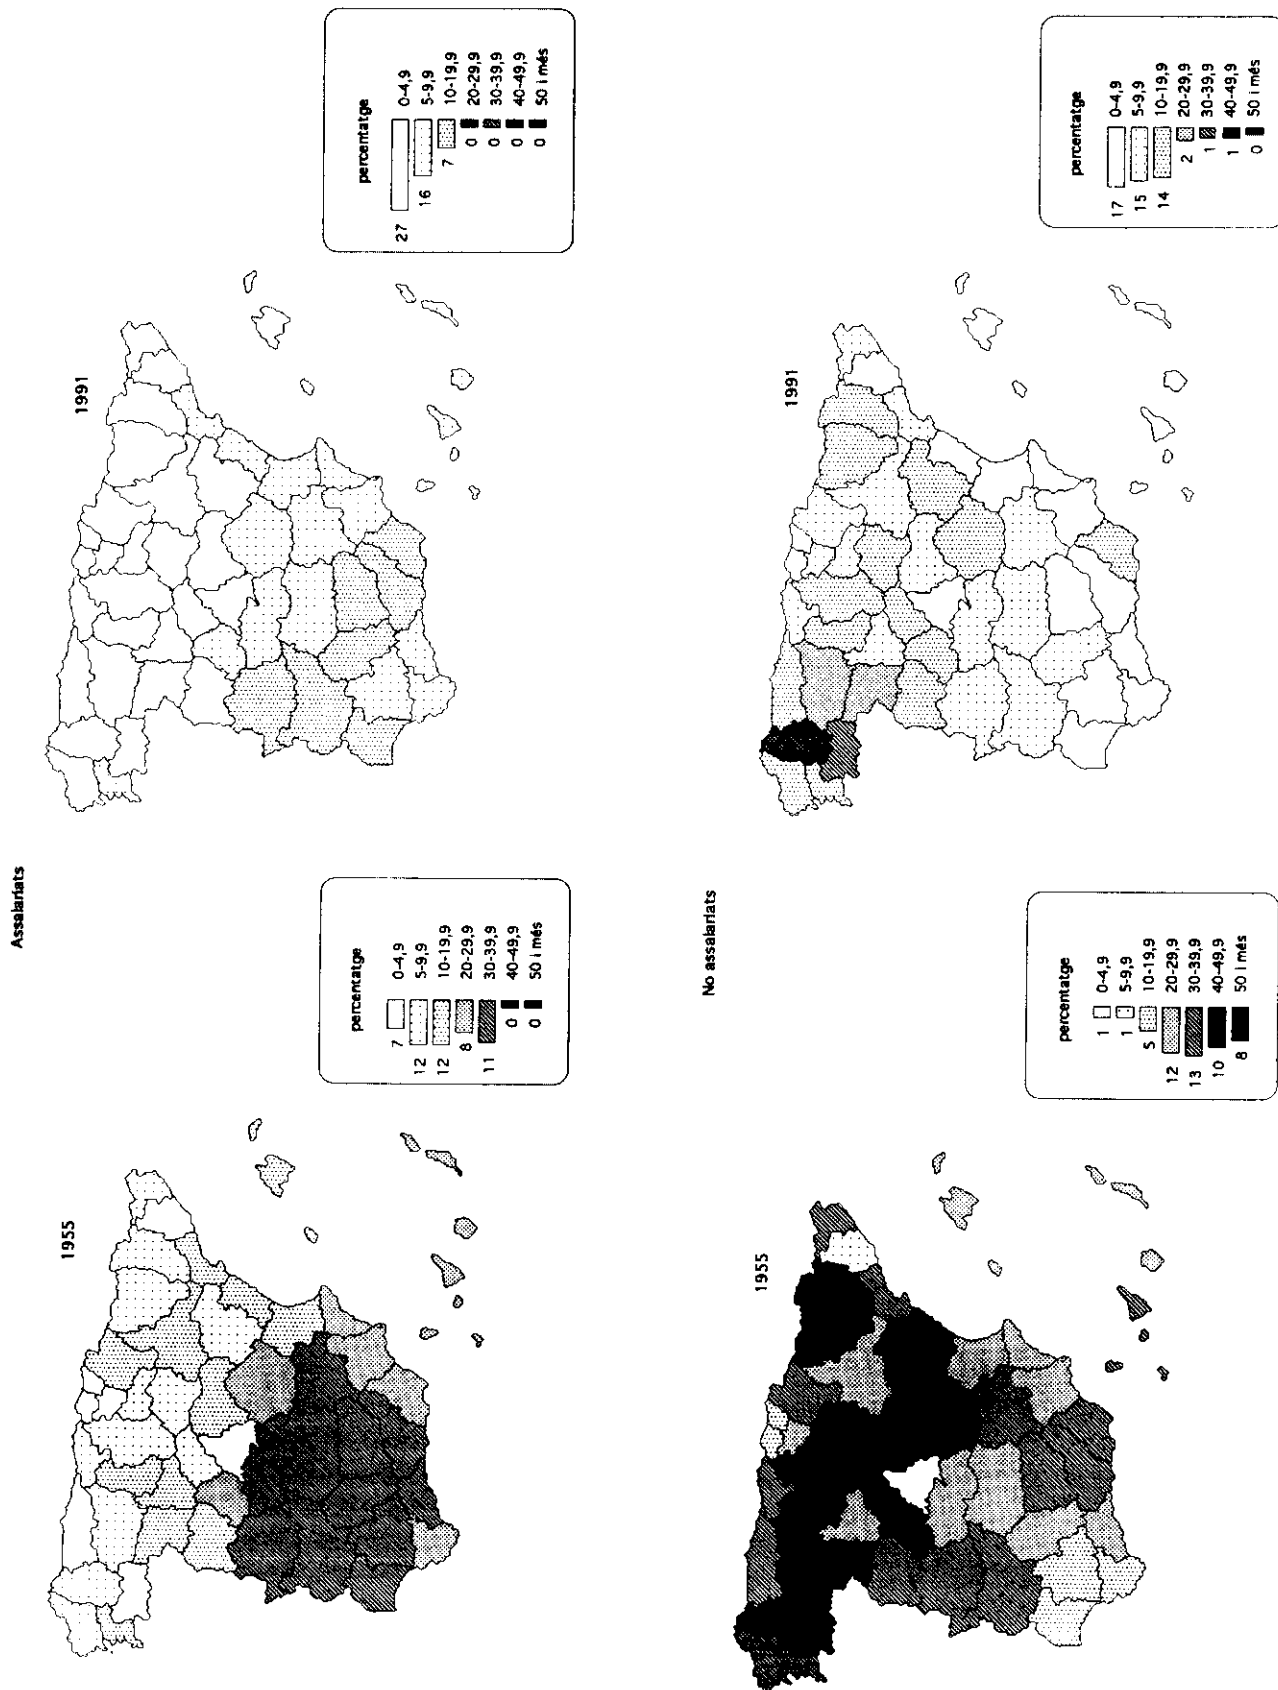 Assalariats
1955
percentatge
7 0-4,9
12 5-9,9
12 10-19,9
8 20-29,9
11 30-39,9
0 40-49,9
0 50 i més
1991
percentatge
27 0-4,9
16 5-9,9
7 10-19,9
0 20-29,9
0 30-39,9
0 40-49,9
0 50 i més
No assalariats
1955
percentatge
1 0-4,9
1 5-9,9
5 10-19,9
12 20-29,9
13 30-39,9
10 40-49,9
8 50 i més
1991
percentatge
17 0-4,9
15 5-9,9
14 10-19,9
2 20-29,9
1 30-39,9
1 40-49,9
0 50 i més